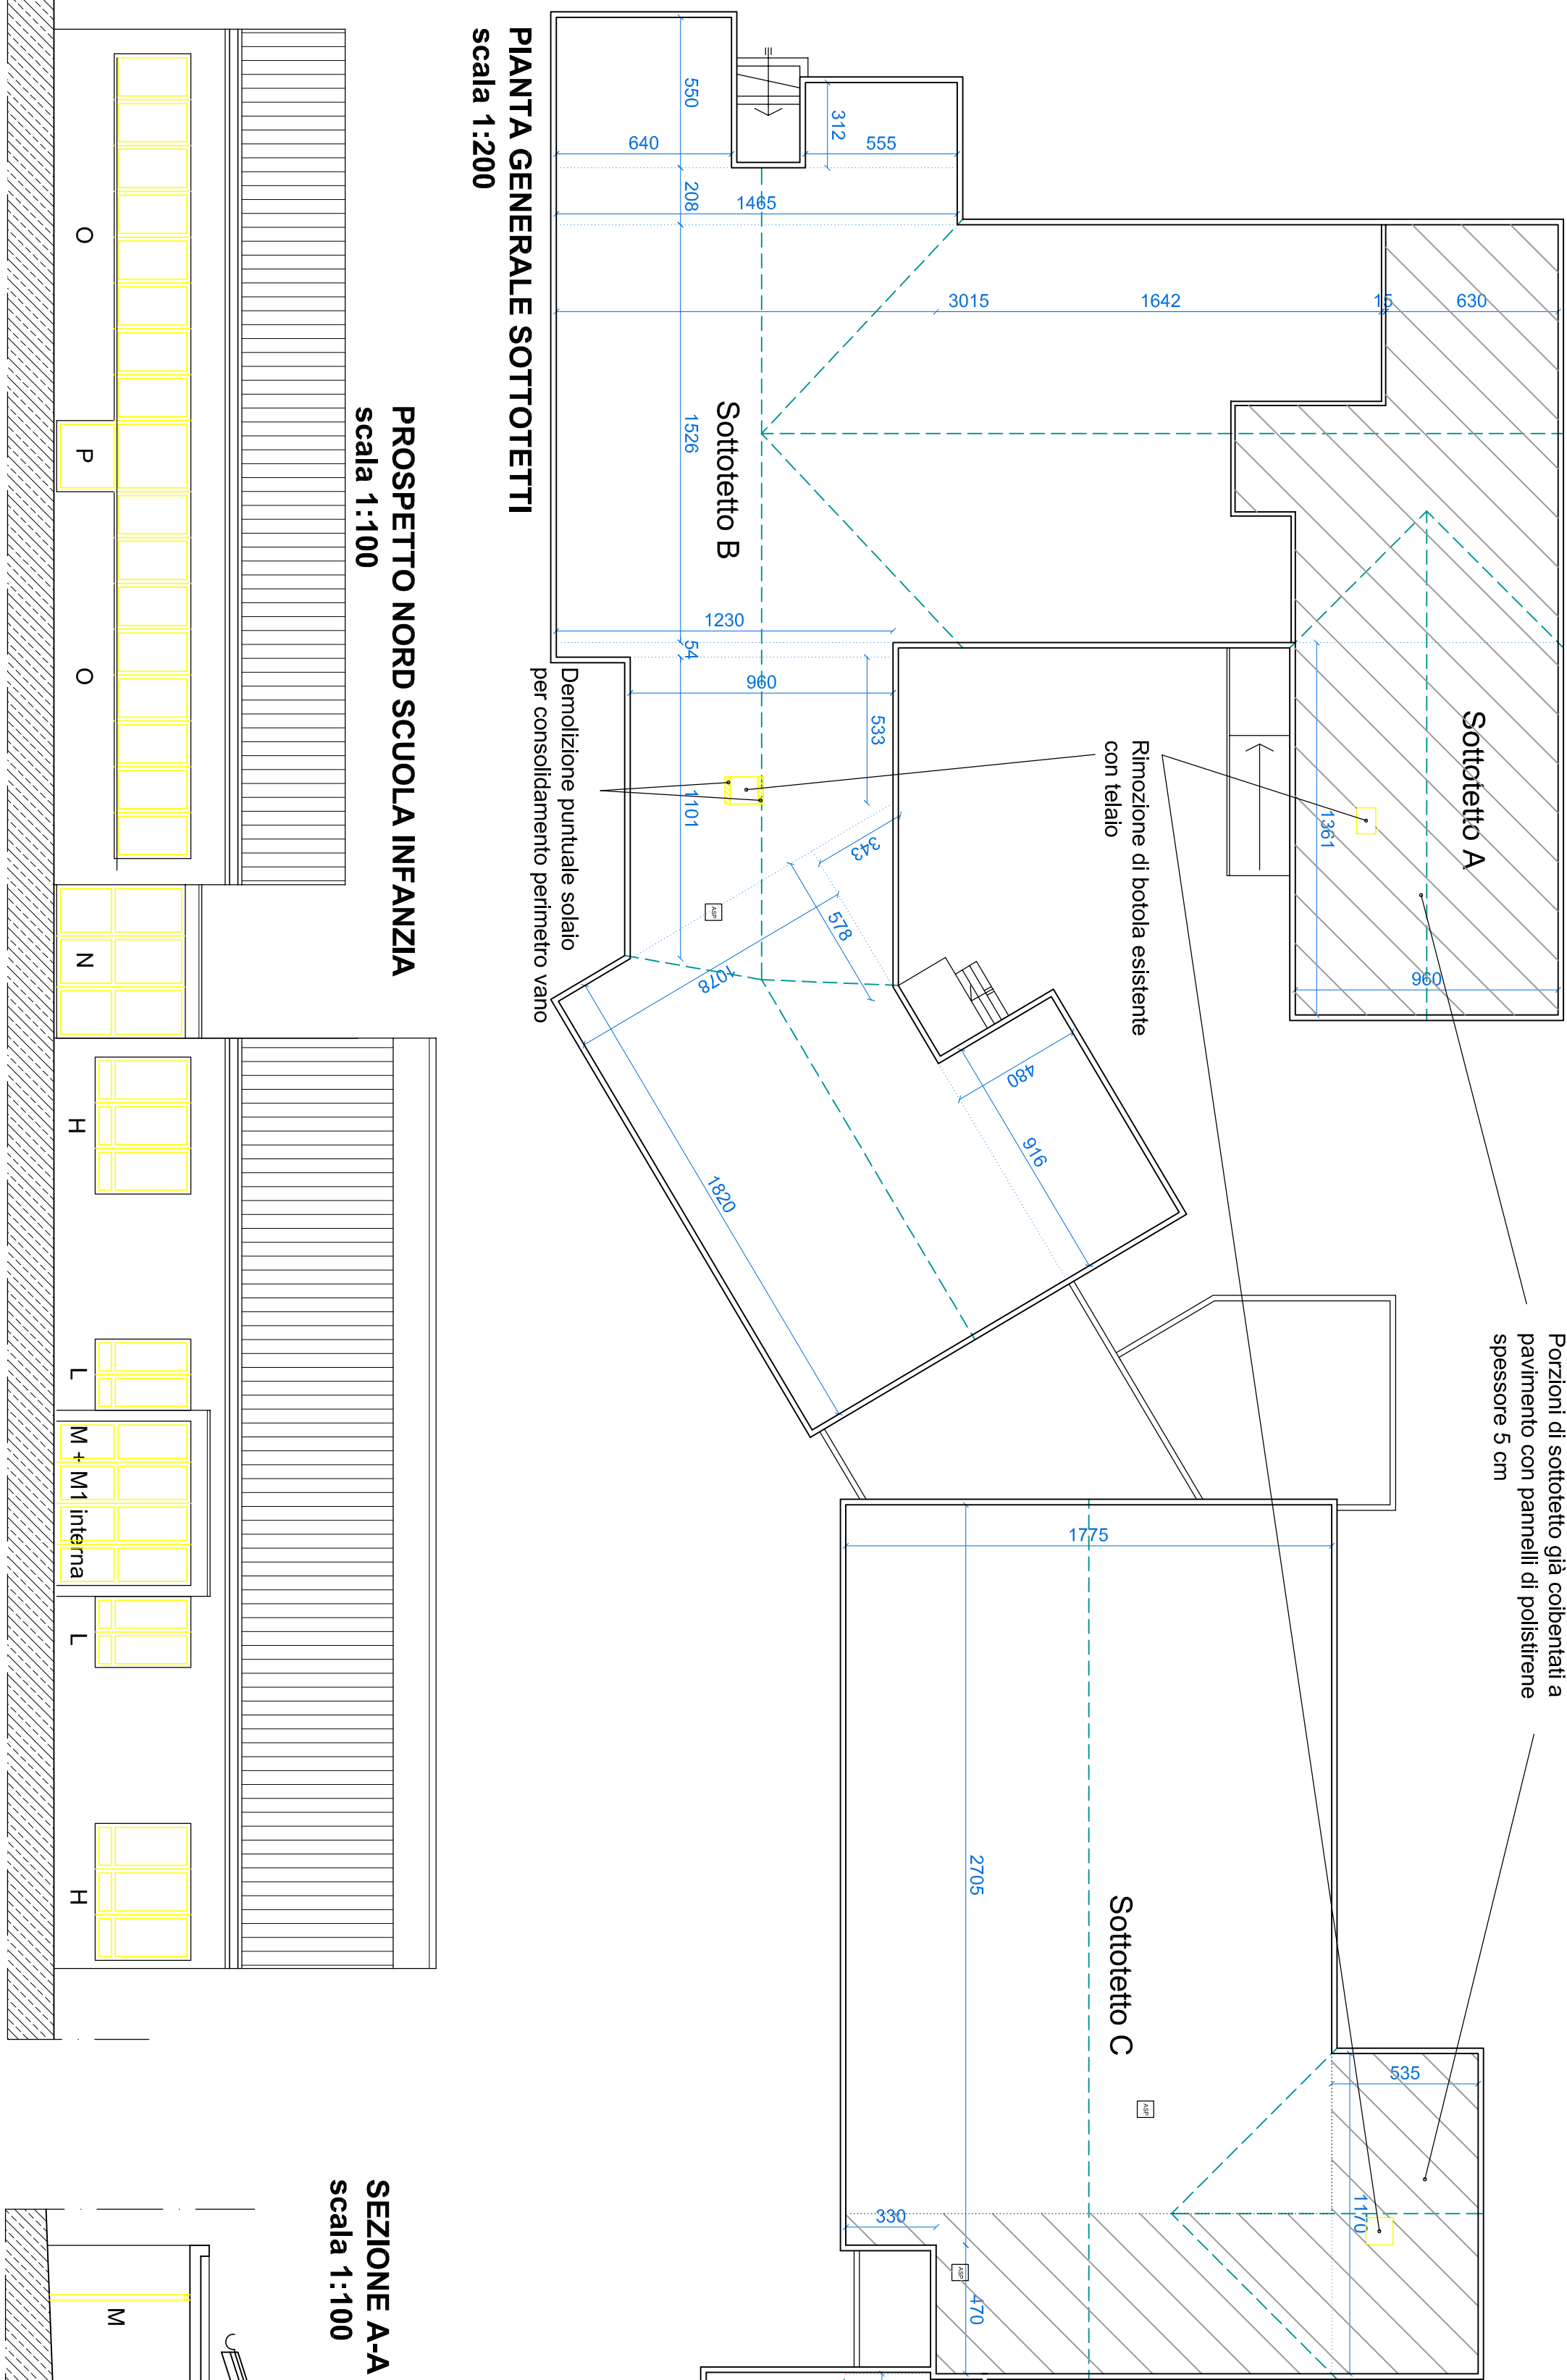 Porzioni di sottotetto già coibentati a
pavimento con pannelli di polistirene
spessore 5 cm
Sottotetto A
630
15
1642
3015
960
1361
Rimozione di botola esistente
con telaio
Sottotetto B
550
312
640
555
208
1465
1526
1230
54
960
533
1101
343
578
1078
480
916
1820
Demolizione puntuale solaio
per consolidamento perimetro vano
ASP
Sottotetto C
1775
2705
535
1170
330
470
ASP
ASP
PIANTA GENERALE SOTTOTETTI
scala 1:200
PROSPETTO NORD SCUOLA INFANZIA
scala 1:100
O
P
O
N
H
L
M + M1 interna
L
H
SEZIONE A-A
scala 1:100
M